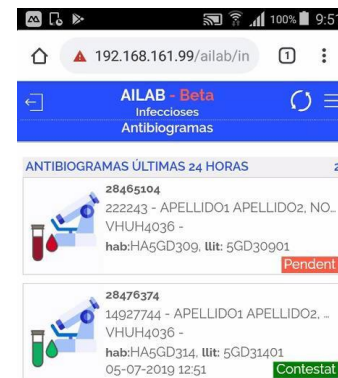 100% 9:51
192.168.161.99/ailab/in 1
AILAB - Beta
Infeccioses
Antibiogramas
ANTIBIOGRAMAS ÚLTIMAS 24 HORAS 2
28465104
222243 - APELLIDO1 APELLIDO2, NO...
VHUH4036 -
hab:HA5GD309, llit: 5GD30901
Pendent
28476374
14927744 - APELLIDO1 APELLIDO2, ...
VHUH4036 -
hab:HA5GD314, llit: 5GD31401
05-07-2019 12:51 Contestat